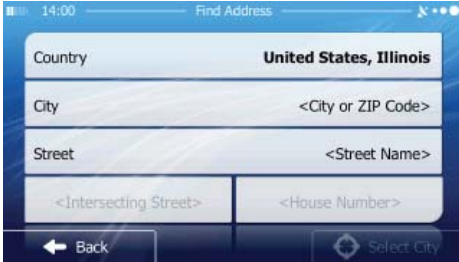 14:00 Find Address
Country United States, Illinois
City <City or ZIP Code>
Street <Street Name>
<Intersecting Street> <House Number>
Back Select City